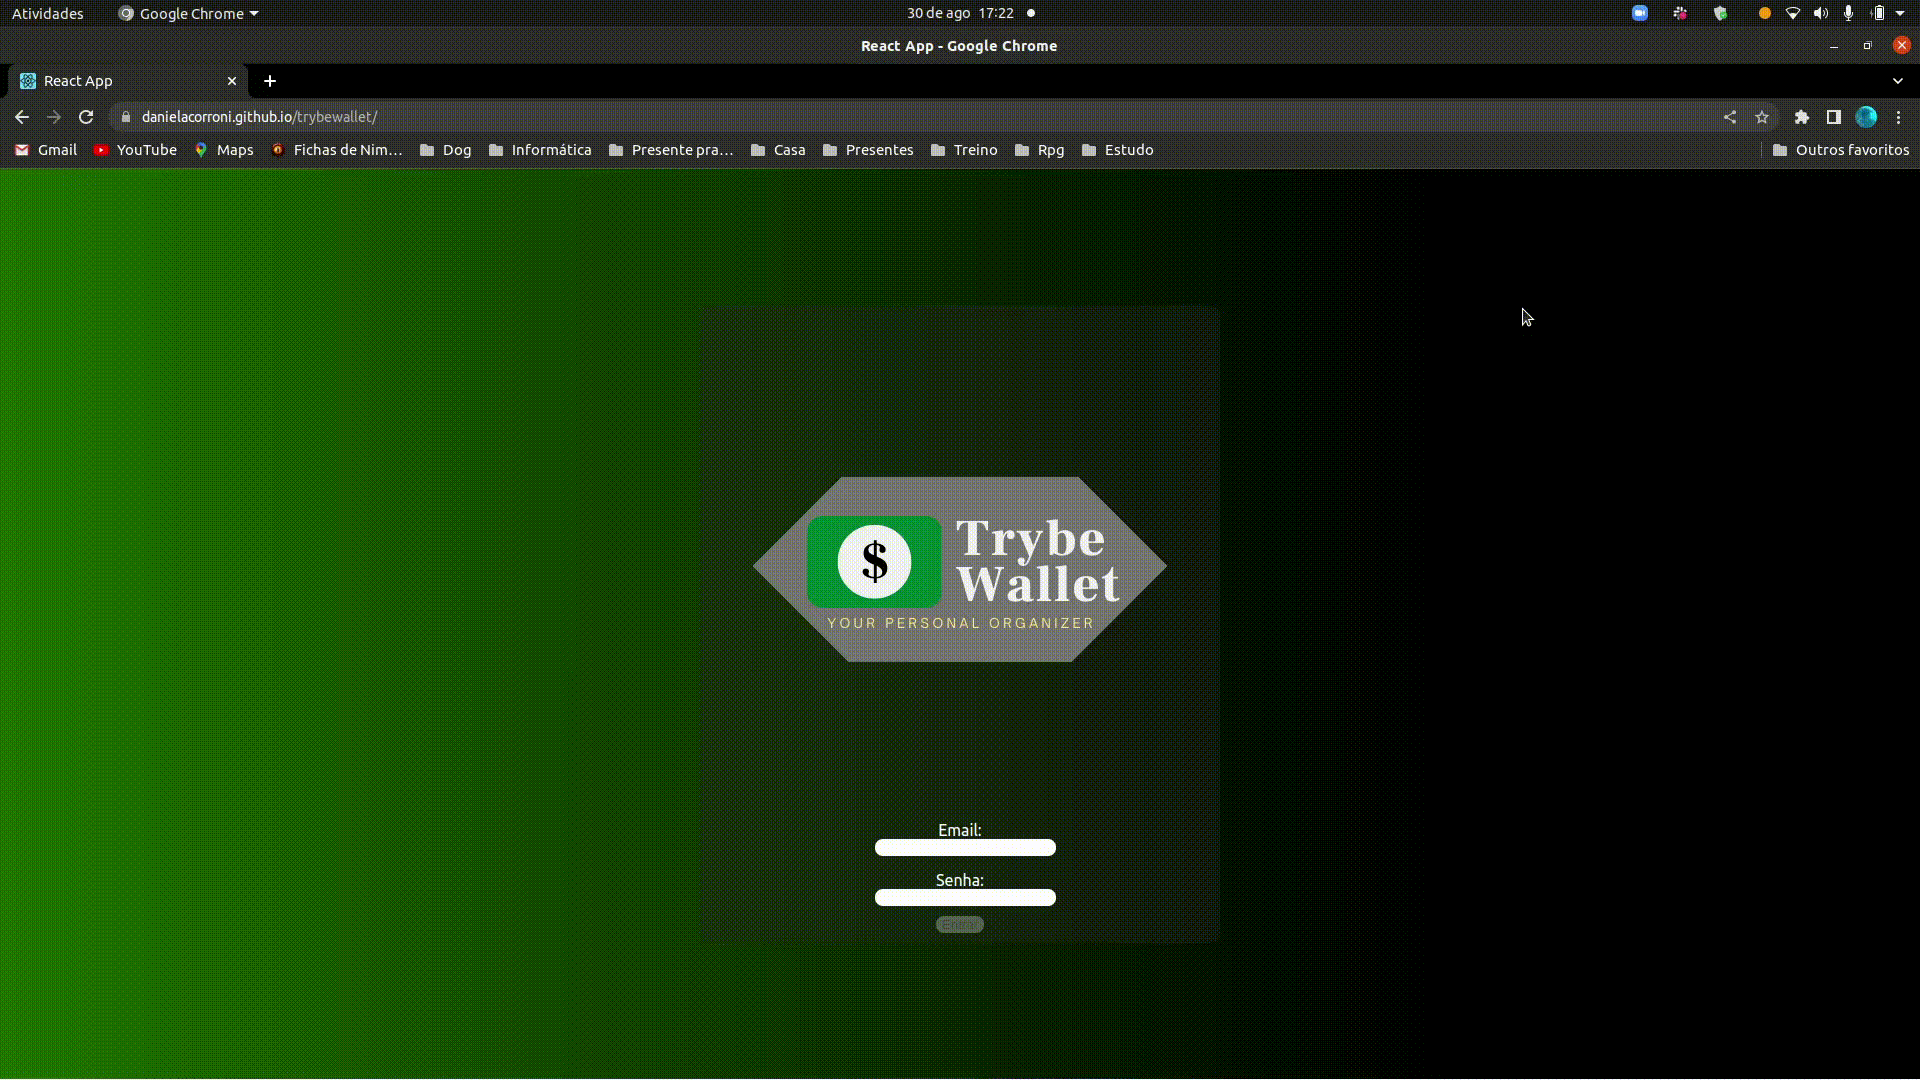 Atividades Google Chrome 30 de ago 17:22
React App - Google Chrome
React App
danielacorroni.github.io/trybewallet/
Gmail YouTube Maps Fichas de Nim... Dog Informática Presente pra... Casa Presentes Treino Rpg Estudo Outros favoritos
$
Trybe
Wallet
YOUR PERSONAL ORGANIZER
Email:
Senha:
Entrar